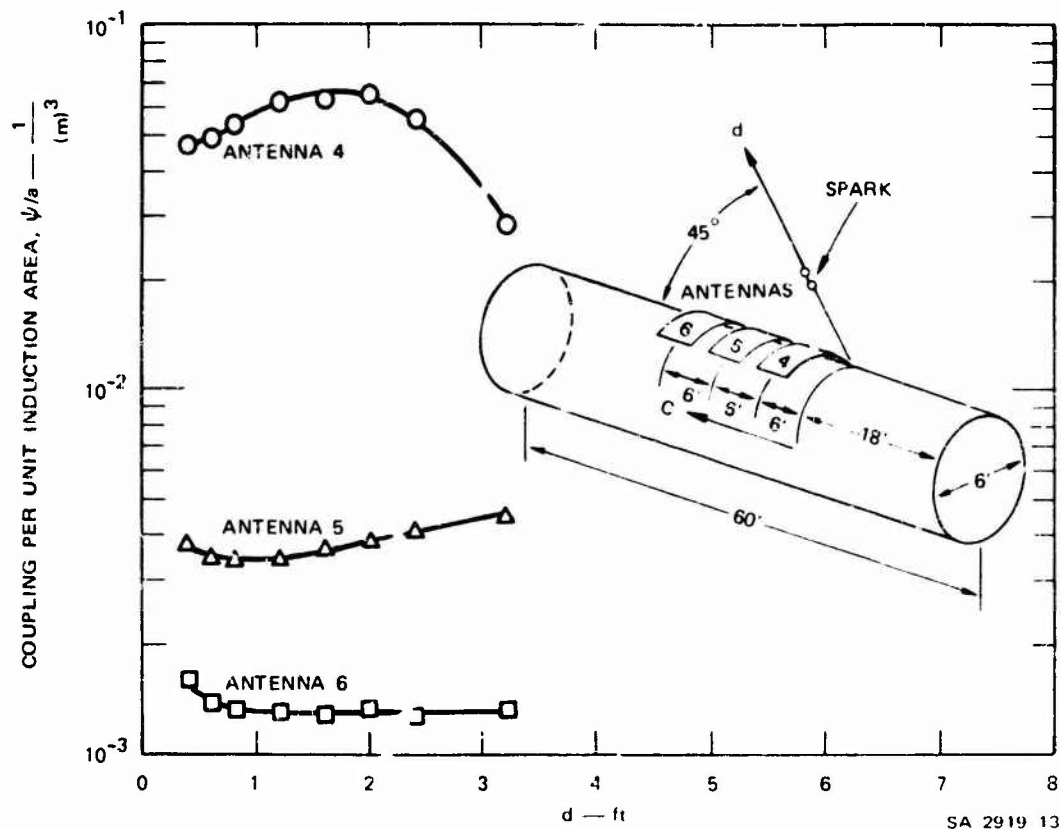 COUPLING PER UNIT INDUCTION AREA, ψ/a — 1/(m)³
10⁻¹
10⁻²
10⁻³
ANTENNA 4
ANTENNA 5
ANTENNA 6
d
SPARK
45°
ANTENNAS
6
5
4
6'
6'
6'
C
18'
6'
60'
0
1
2
3
4
5
6
7
8
d — ft
SA 2919 13